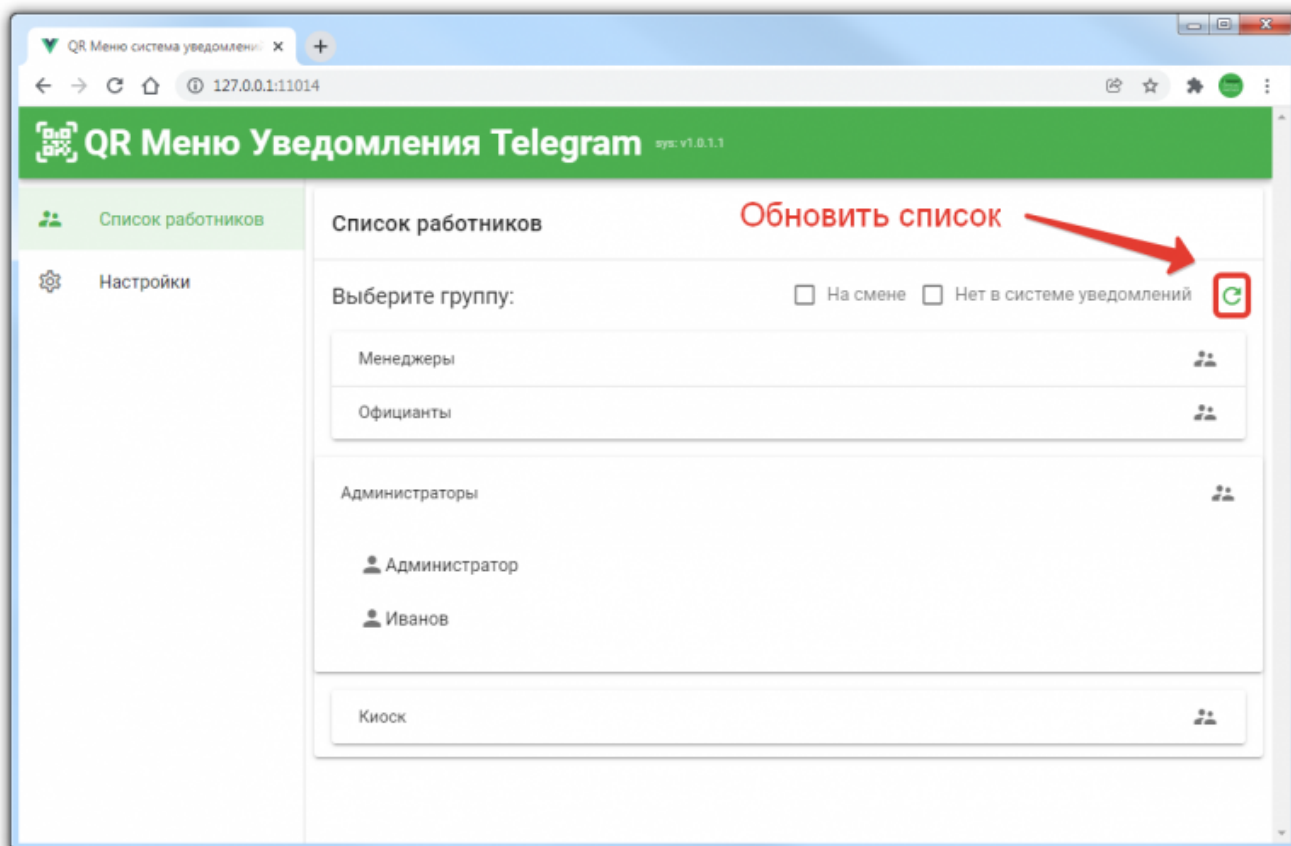 QR Меню система уведомлени
127.0.0.1:11014
QR Меню Уведомления Telegram sys: v1.0.1.1
Список работников
Настройки
Список работников
Обновить список
Выберите группу:
На смене
Нет в системе уведомлений
Менеджеры
Официанты
Администраторы
Администратор
Иванов
Киоск